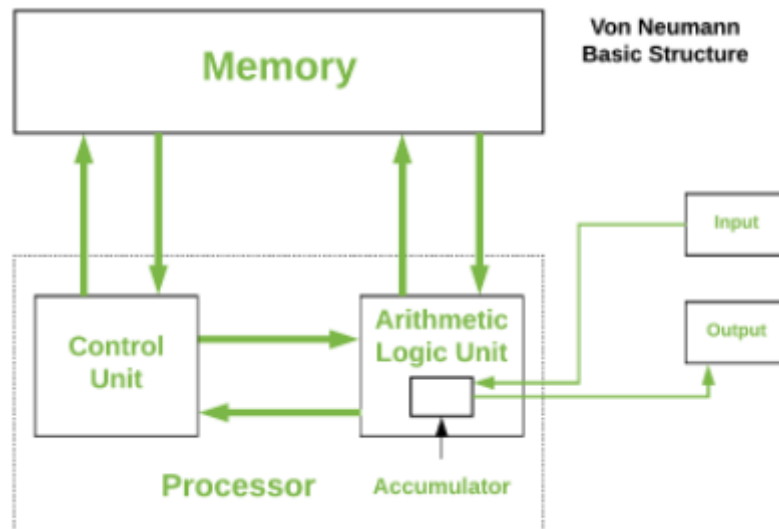 Von Neumann
Basic Structure
Memory
Input
Output
Control
Unit
Arithmetic
Logic Unit
Processor
Accumulator